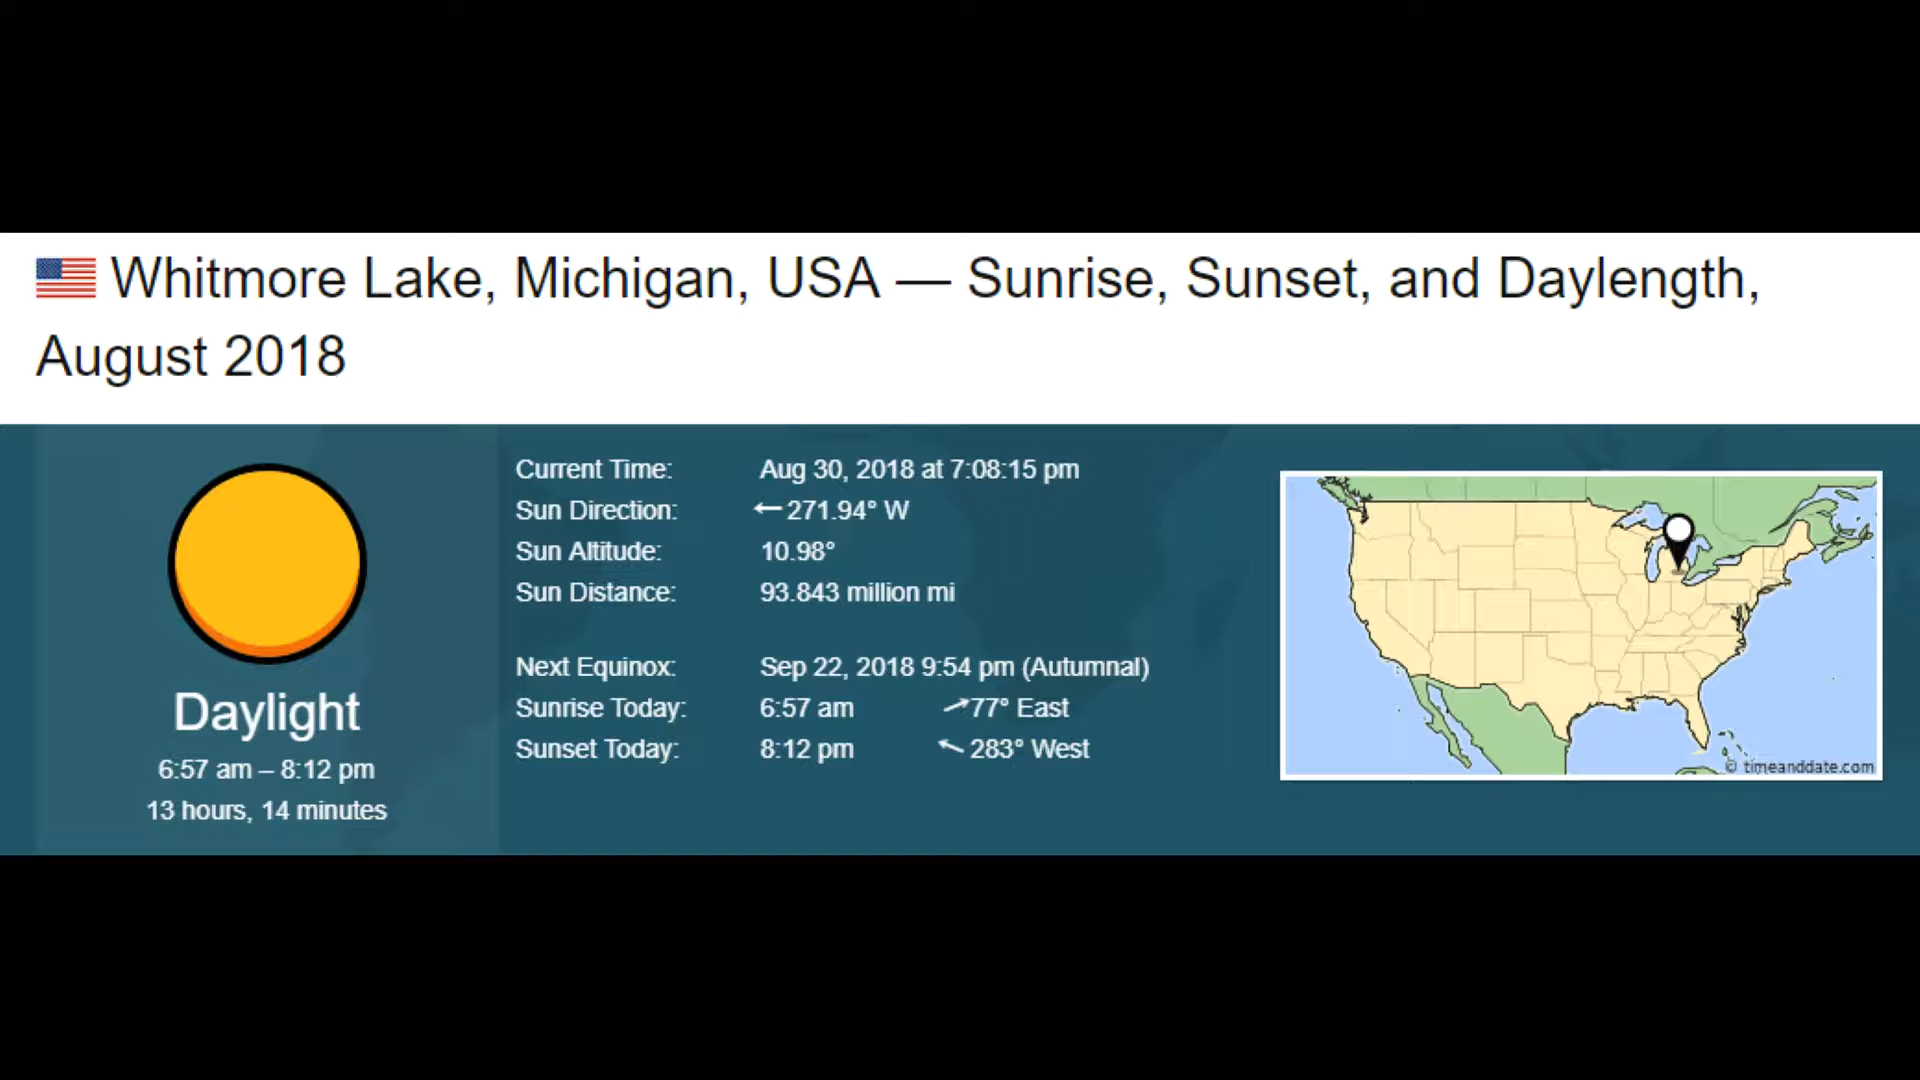 Whitmore Lake, Michigan, USA — Sunrise, Sunset, and Daylength,
August 2018
Daylight
6:57 am – 8:12 pm
13 hours, 14 minutes
Current Time: Aug 30, 2018 at 7:08:15 pm
Sun Direction: ← 271.94° W
Sun Altitude: 10.98°
Sun Distance: 93.843 million mi
Next Equinox: Sep 22, 2018 9:54 pm (Autumnal)
Sunrise Today: 6:57 am ↑77° East
Sunset Today: 8:12 pm ↑ 283° West
© timeanddate.com